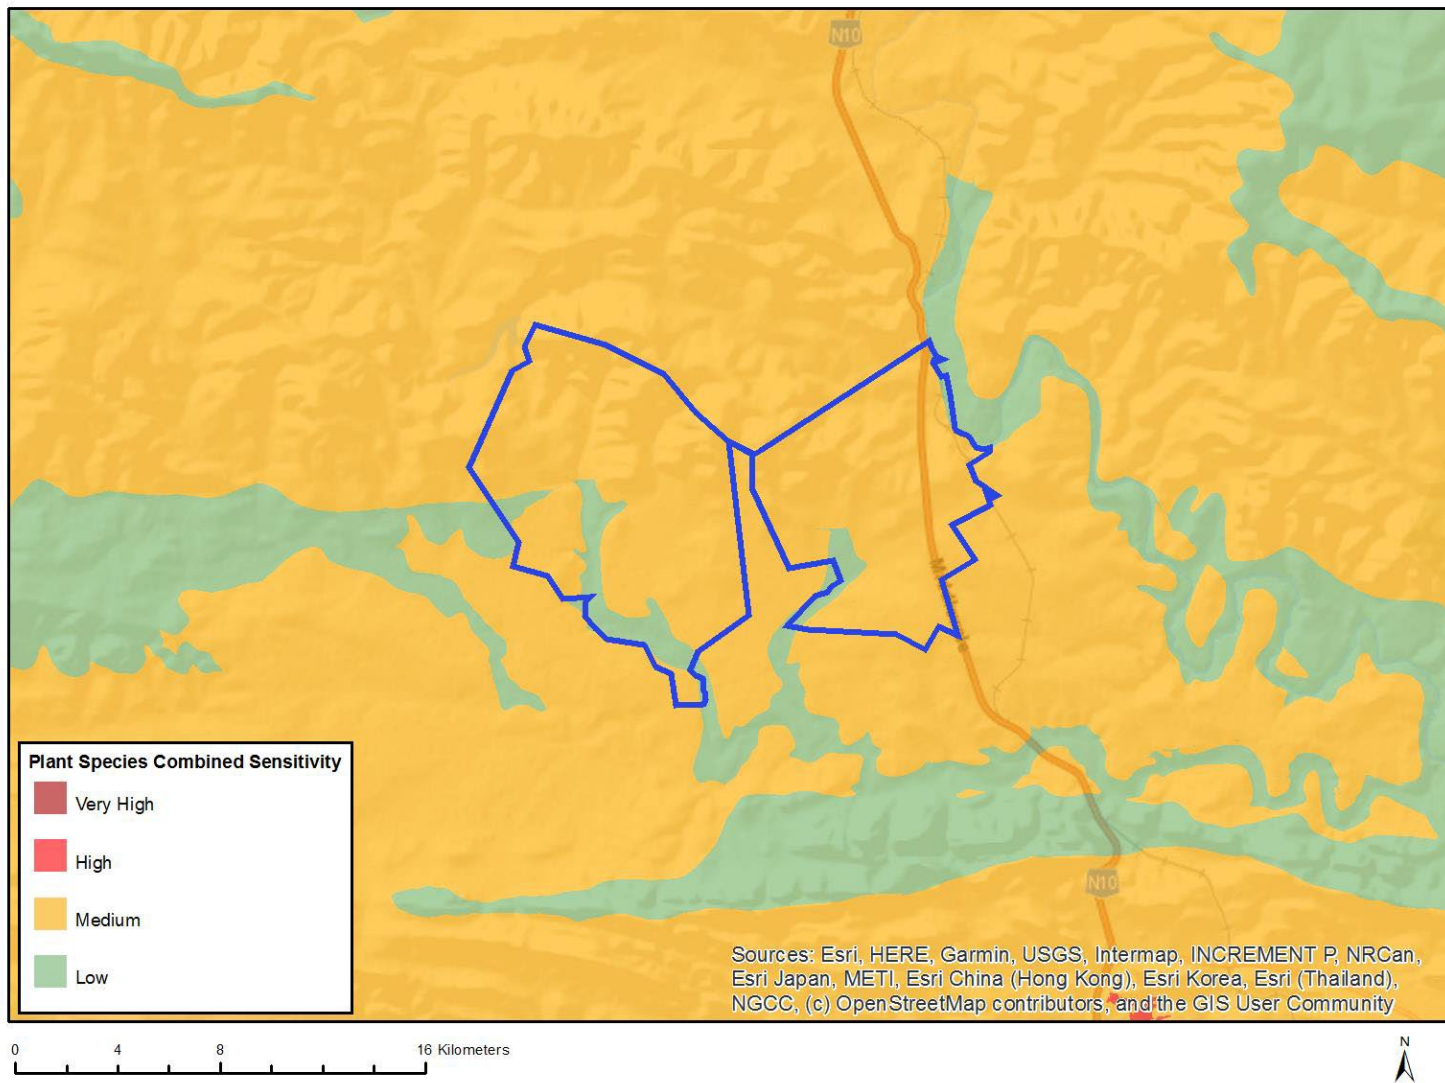 N10
N10
Plant Species Combined Sensitivity
Very High
High
Medium
Low
Sources: Esri, HERE, Garmin, USGS, Intermap, INCREMENT P, NRCan,
Esri Japan, METI, Esri China (Hong Kong), Esri Korea, Esri (Thailand),
NGCC, (c) OpenStreetMap contributors, and the GIS User Community
0 4 8 16 Kilometers
N